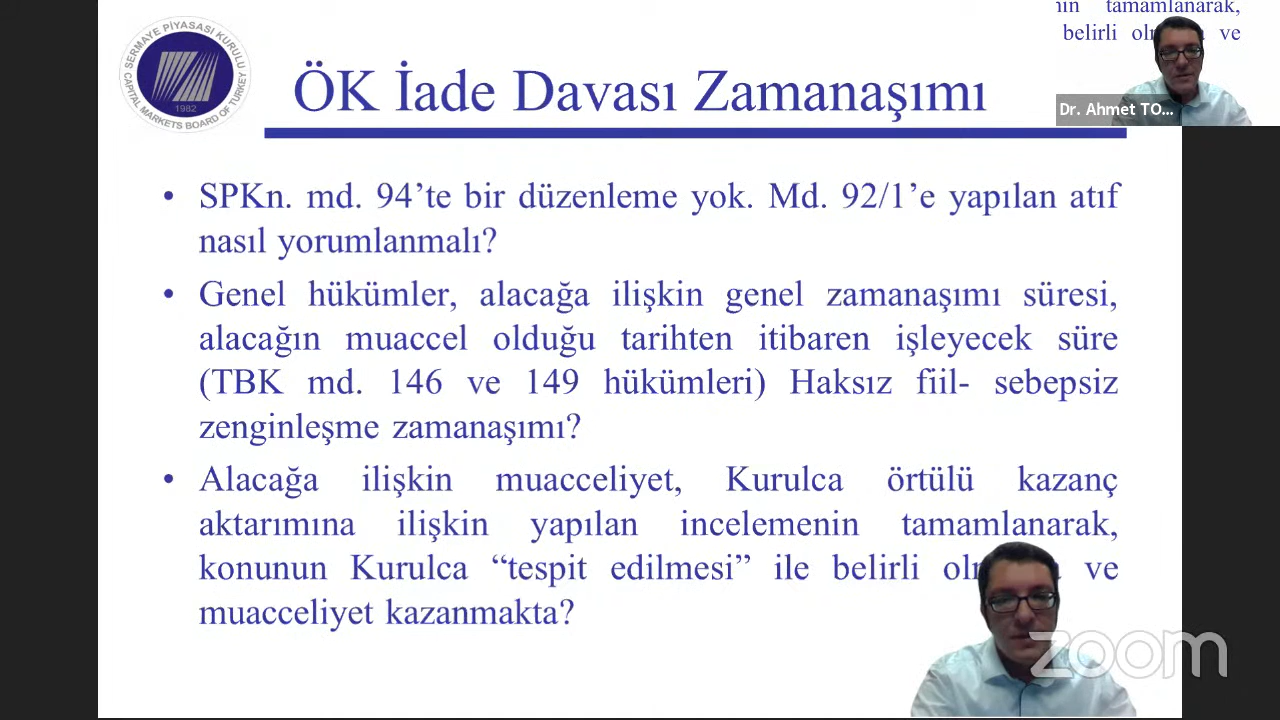 nin tamamlanarak,
belirli ve
Dr. Ahmet TO...
SERMAYE PİYASASI KURULU
CAPITAL MARKETS BOARD OF TURKEY
1982
ÖK İade Davası Zamanaşımı
• SPKn. md. 94’te bir düzenleme yok. Md. 92/1’e yapılan atıf
nasıl yorumlanmalı?
• Genel hükümler, alacağa ilişkin genel zamanaşımı süresi,
alacağın muaccel olduğu tarihten itibaren işleyecek süre
(TBK md. 146 ve 149 hükümleri) Haksız fiil- sebepsiz
zenginleşme zamanaşımı?
• Alacağa ilişkin muacceliyet, Kurulca örtülü kazanç
aktarımına ilişkin yapılan incelemenin tamamlanarak,
konunun Kurulca “tespit edilmesi” ile belirli ve
muacceliyet kazanmakta?
zoom